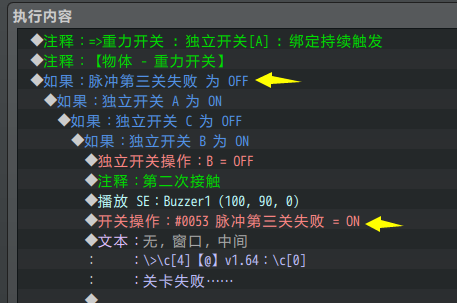 执行内容
◆注释：=>重力开关 : 独立开关[A] : 绑定持续触发
◆注释：【物体 - 重力开关】
◆如果：脉冲第三关失败 为 OFF
◆如果：独立开关 A 为 ON
◆如果：独立开关 C 为 OFF
◆如果：独立开关 B 为 ON
◆独立开关操作：B = OFF
◆注释：第二次接触
◆播放 SE：Buzzer1 (100, 90, 0)
◆开关操作：#0053 脉冲第三关失败 = ON
◆文本：无, 窗口, 中间
：　：\>\c[4]【@】v1.64：\c[0]
：　：关卡失败……
◆